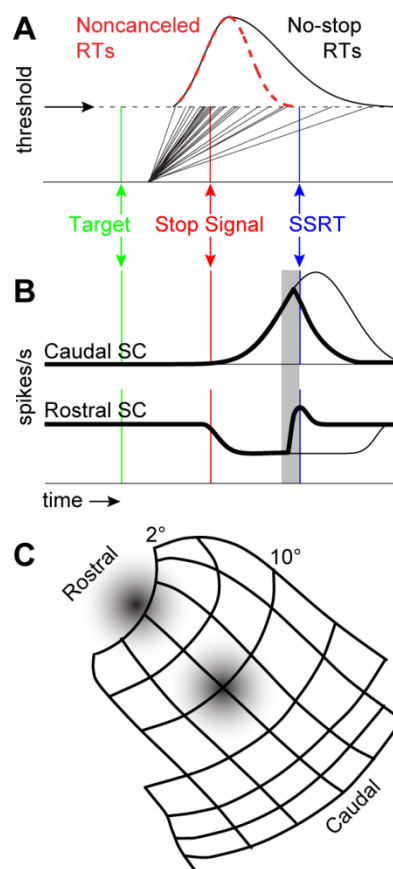 A
Noncanceled
RTs
No-stop
RTs
threshold
Target
Stop Signal
SSRT
B
spikes/s
Caudal SC
Rostral SC
time
C
Rostral
2°
10°
Caudal